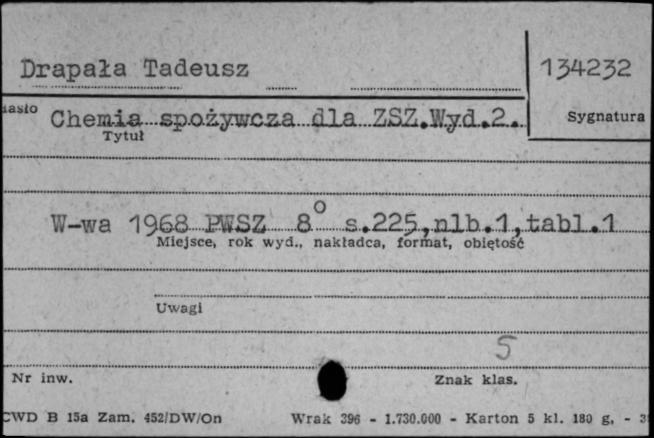 Drapała Tadeusz 134232
Chemia spożywcza dla ZSZ.Wyd.2. Sygnatura
Tytuł
W-wa 1968 PWSZ 8° s.225,nlb.1,tabl.1
Miejsce, rok wyd., nakładca, format, objętość
Uwagi
5
Nr inw. Znak klas.
CWD B 15a Zam. 452/DW/On Wrak 396 - 1.730.000 - Karton 5 kl. 180 g. -